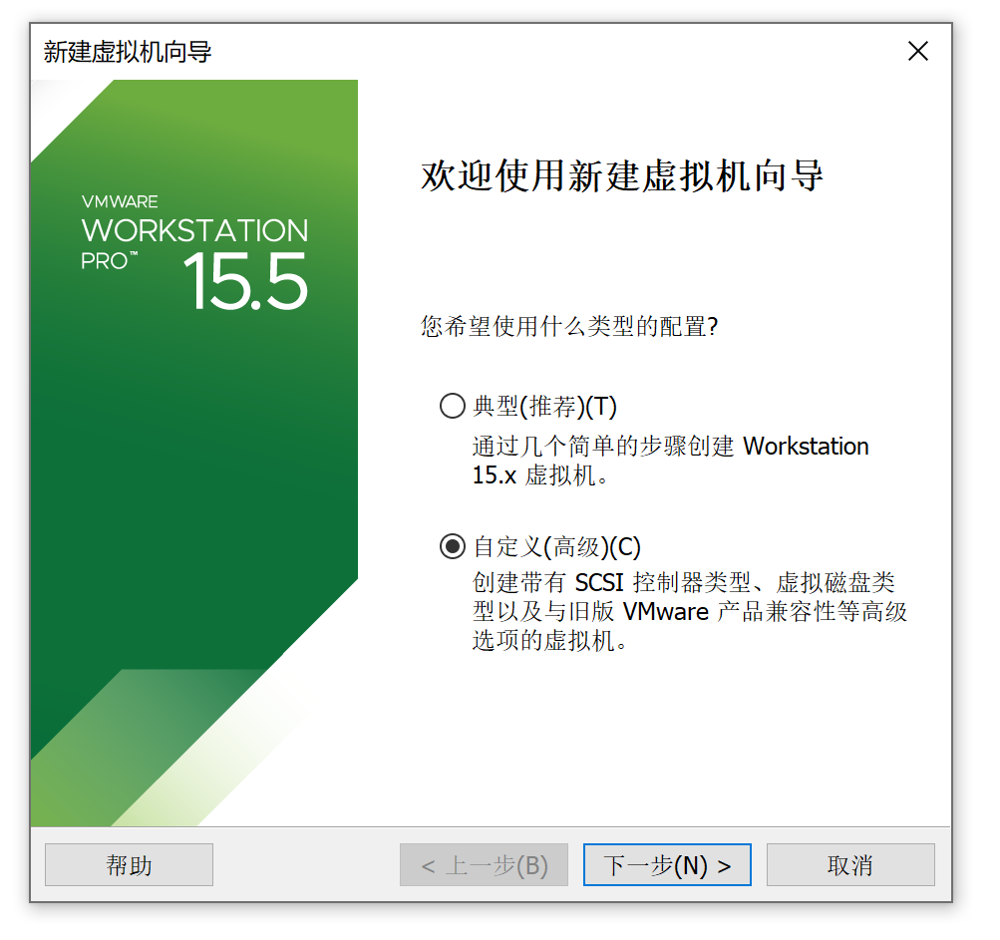 新建虚拟机向导
VMWARE
WORKSTATION
PRO™
15.5
欢迎使用新建虚拟机向导
您希望使用什么类型的配置?
典型(推荐)(T)
通过几个简单的步骤创建 Workstation
15.x 虚拟机。
自定义(高级)(C)
创建带有 SCSI 控制器类型、虚拟磁盘类
型以及与旧版 VMware 产品兼容性等高级
选项的虚拟机。
帮助
< 上一步(B)
下一步(N) >
取消